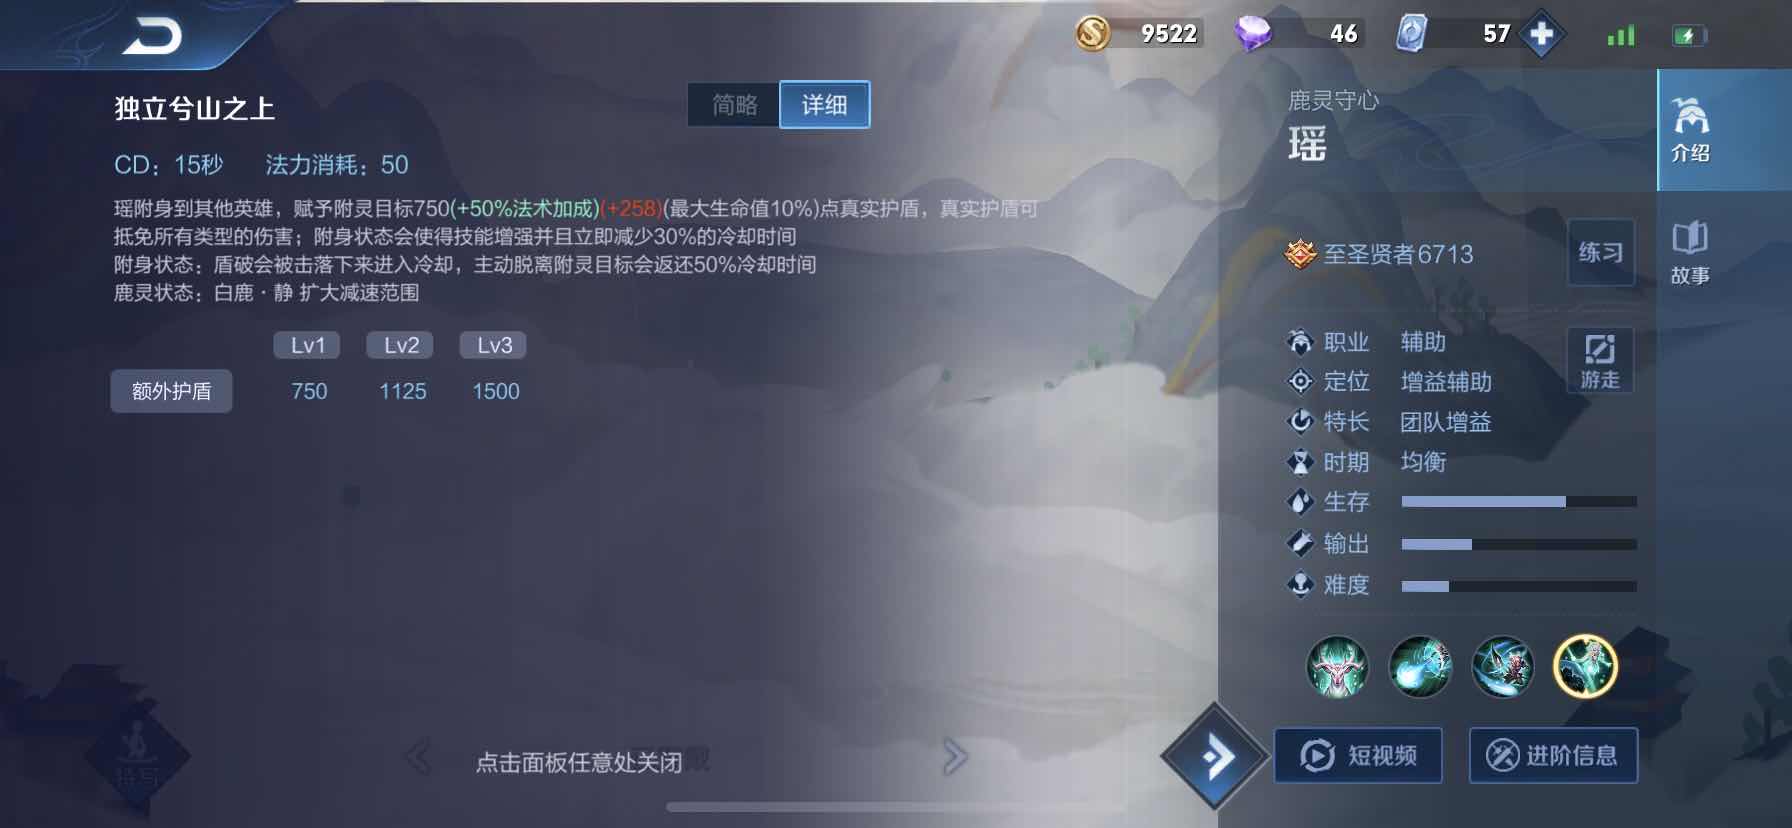 9522
46
57
独立兮山之上
简略
详细
CD：15秒 法力消耗：50
瑶附身到其他英雄，赋予附灵目标750(+50%法术加成)(+258)(最大生命值10%)点真实护盾，真实护盾可
抵免所有类型的伤害；附身状态会使得技能增强并且立即减少30%的冷却时间
附身状态：盾破会被击落下来进入冷却，主动脱离附灵目标会返还50%冷却时间
鹿灵状态：白鹿·静 扩大减速范围
Lv1 Lv2 Lv3
额外护盾 750 1125 1500
点击面板任意处关闭
鹿灵守心
瑶
至圣贤者6713
练习
职业 辅助
定位 增益辅助
游走
特长 团队增益
时期 均衡
生存
输出
难度
短视频
进阶信息
介绍
故事